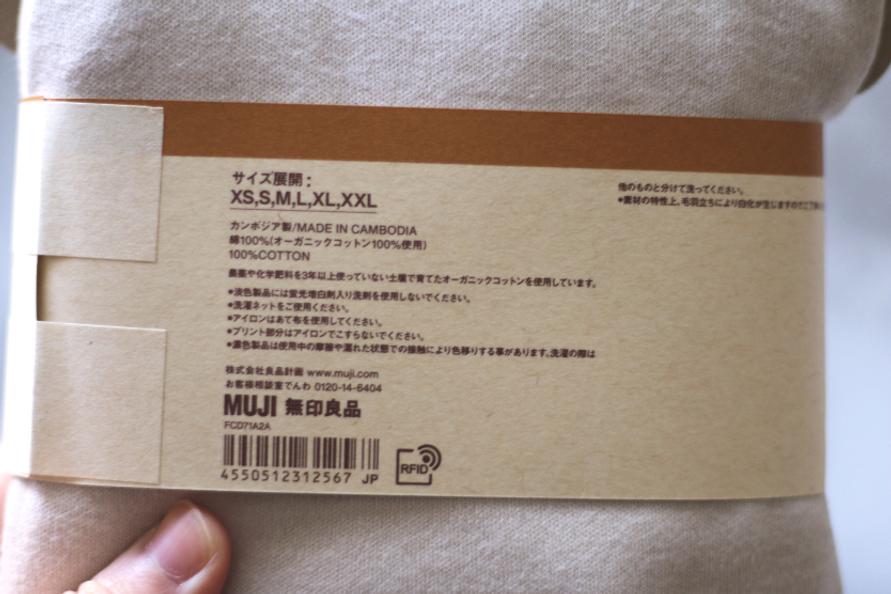 サイズ展開：
XS,S,M,L,XL,XXL
カンボジア製/MADE IN CAMBODIA
綿100%(オーガニックコットン100%使用)
100%COTTON
農薬や化学肥料を3年以上使っていない土壌で育てたオーガニックコットンを使用しています。
●淡色製品には蛍光増白剤入り洗剤を使用しないでください。
●洗濯ネットをご使用ください。
●アイロンはあて布を使用してください。
●プリント部分はアイロンでこすらないでください。
●濃色製品は使用中の摩擦や濡れた状態での接触により色移りする事があります。洗濯の際は
他のものと分けて洗ってください。
●素材の特性上、毛羽立ちにより白化が生じますので
株式会社良品計画 www.muji.com
お客様相談室でんわ 0120-14-6404
MUJI 無印良品
FCD71A2A
4550512312567 JP
RFID